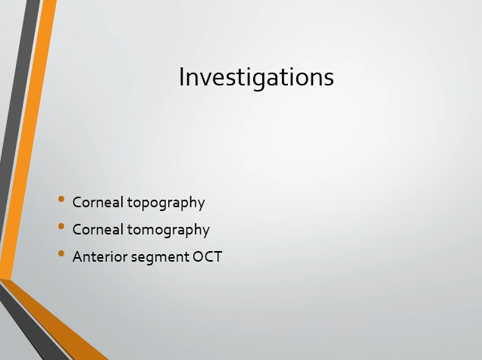 Investigations
Corneal topography
Corneal tomography
Anterior segment OCT